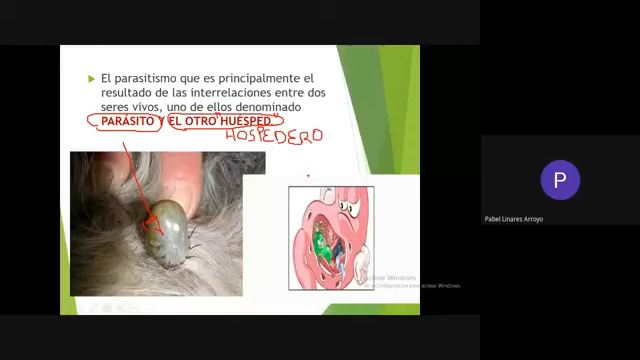 El parasitismo que es principalmente el
resultado de las interrelaciones entre dos
seres vivos, uno de ellos denominado
PARÁSITO Y EL OTRO "HUÉSPED"
HOSPEDERO
P
Pabel Linares Arroyo
activar Windows